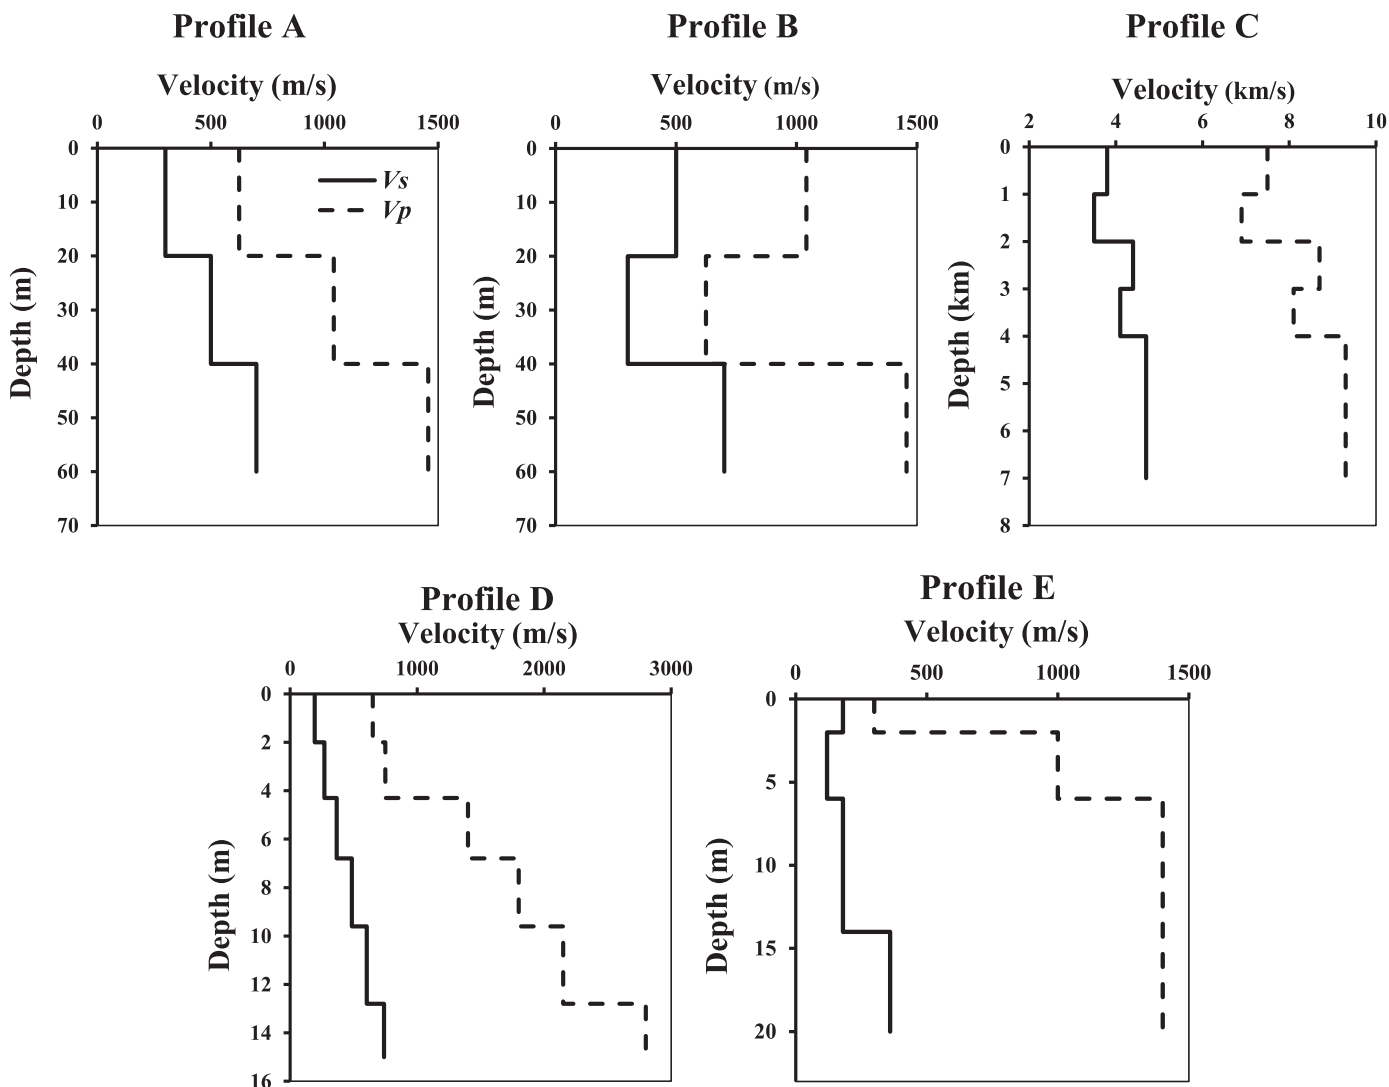 Profile A
Velocity (m/s)
0 500 1000 1500
0
10
20
30
40
50
60
70
Depth (m)
Vs
Vp
Profile B
Velocity (m/s)
0 500 1000 1500
0
10
20
30
40
50
60
70
Depth (m)
Profile C
Velocity (km/s)
2 4 6 8 10
0
1
2
3
4
5
6
7
8
Depth (km)
Profile D
Velocity (m/s)
0 1000 2000 3000
0
2
4
6
8
10
12
14
16
Depth (m)
Profile E
Velocity (m/s)
0 500 1000 1500
0
5
10
15
20
Depth (m)